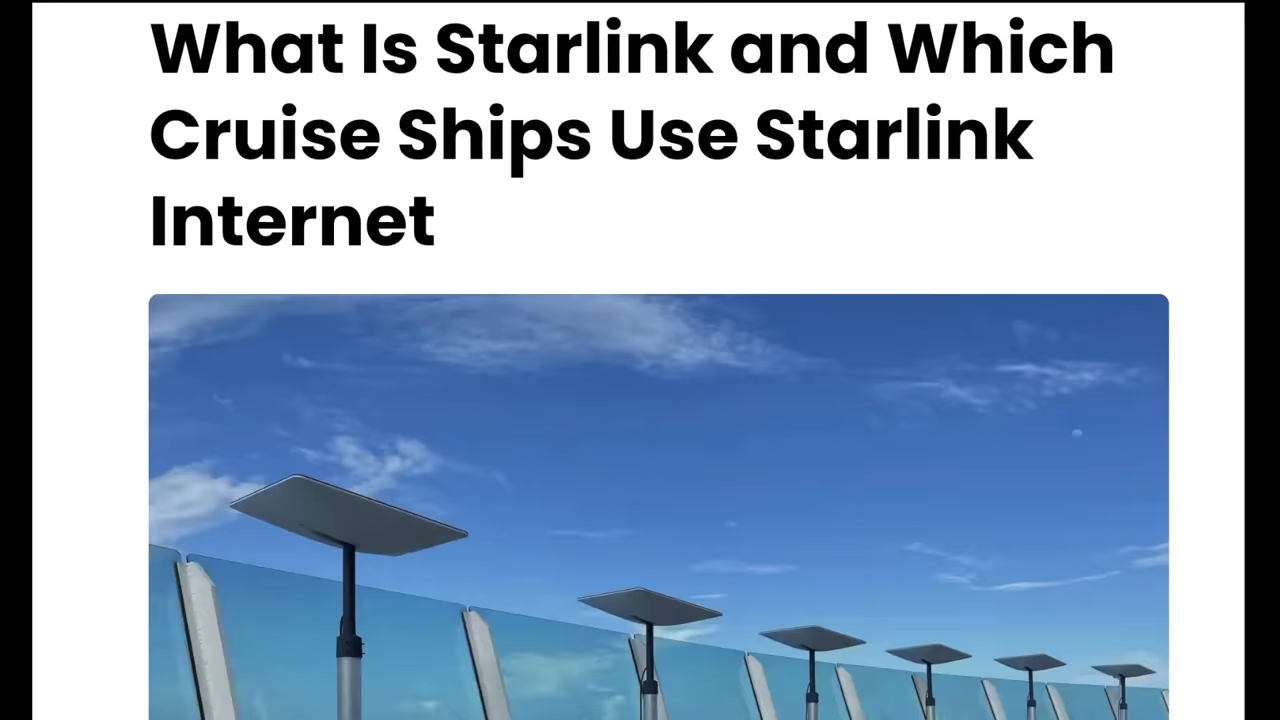 What Is Starlink and Which
Cruise Ships Use Starlink
Internet